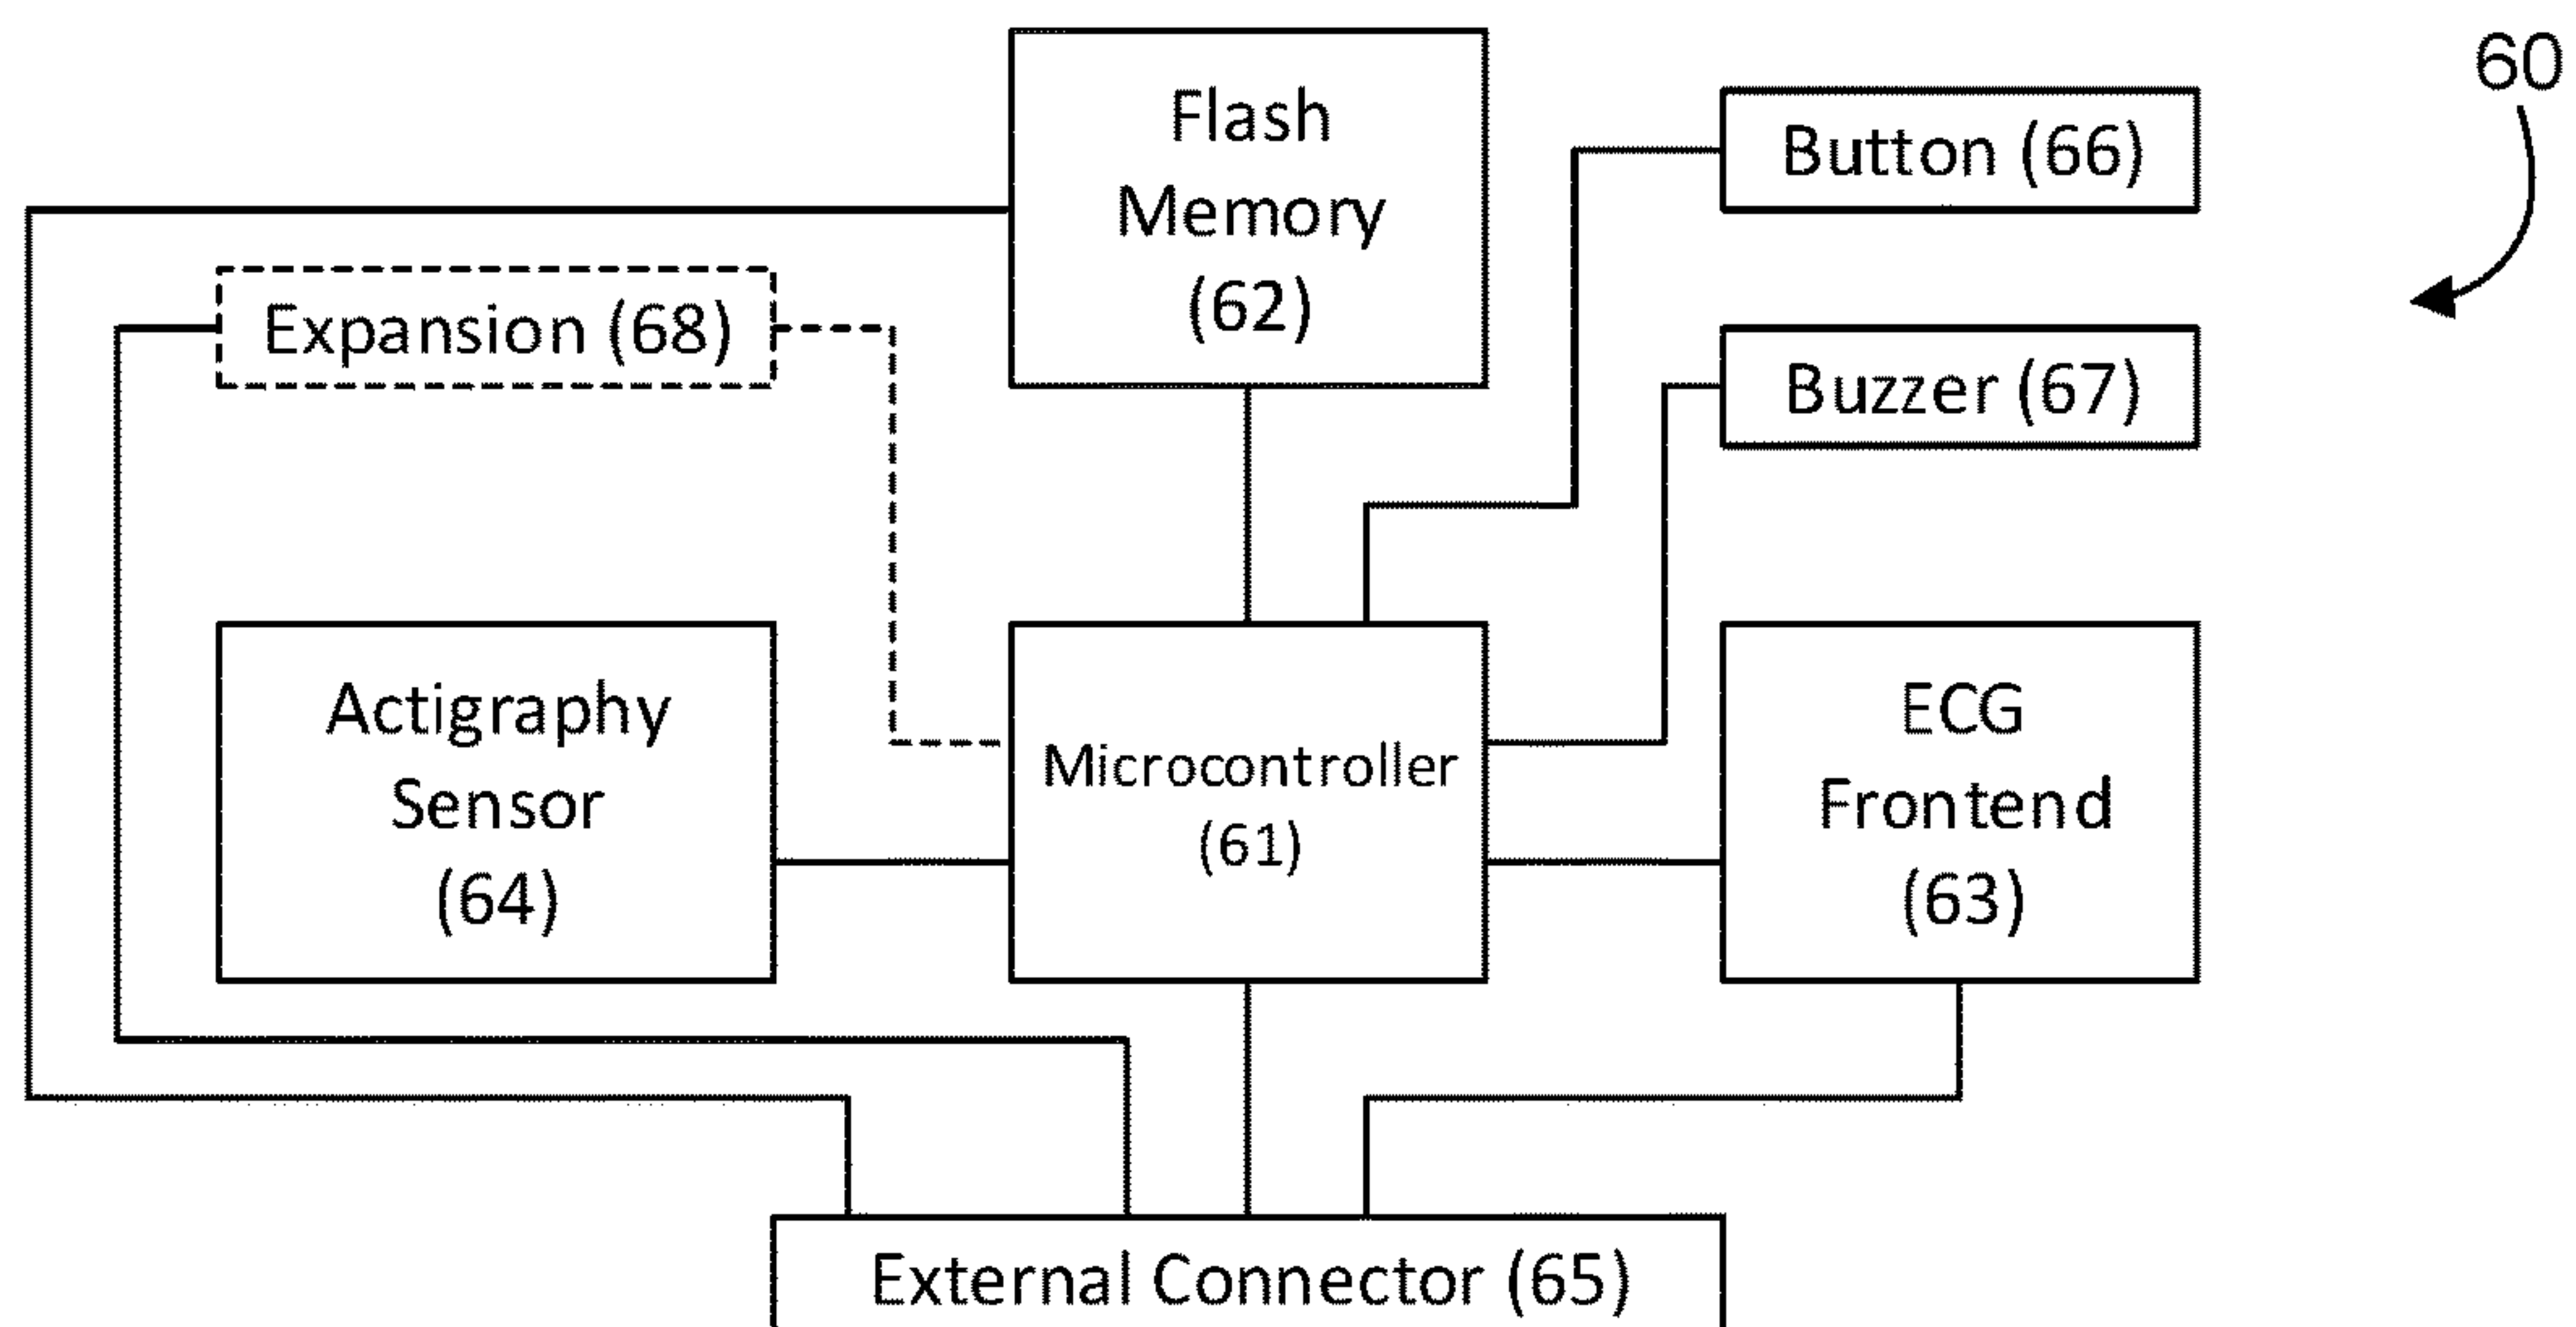 60
Flash
Memory
(62)
Button (66)
Expansion (68)
Buzzer (67)
Actigraphy
Sensor
(64)
Microcontroller
(61)
ECG
Frontend
(63)
External Connector (65)